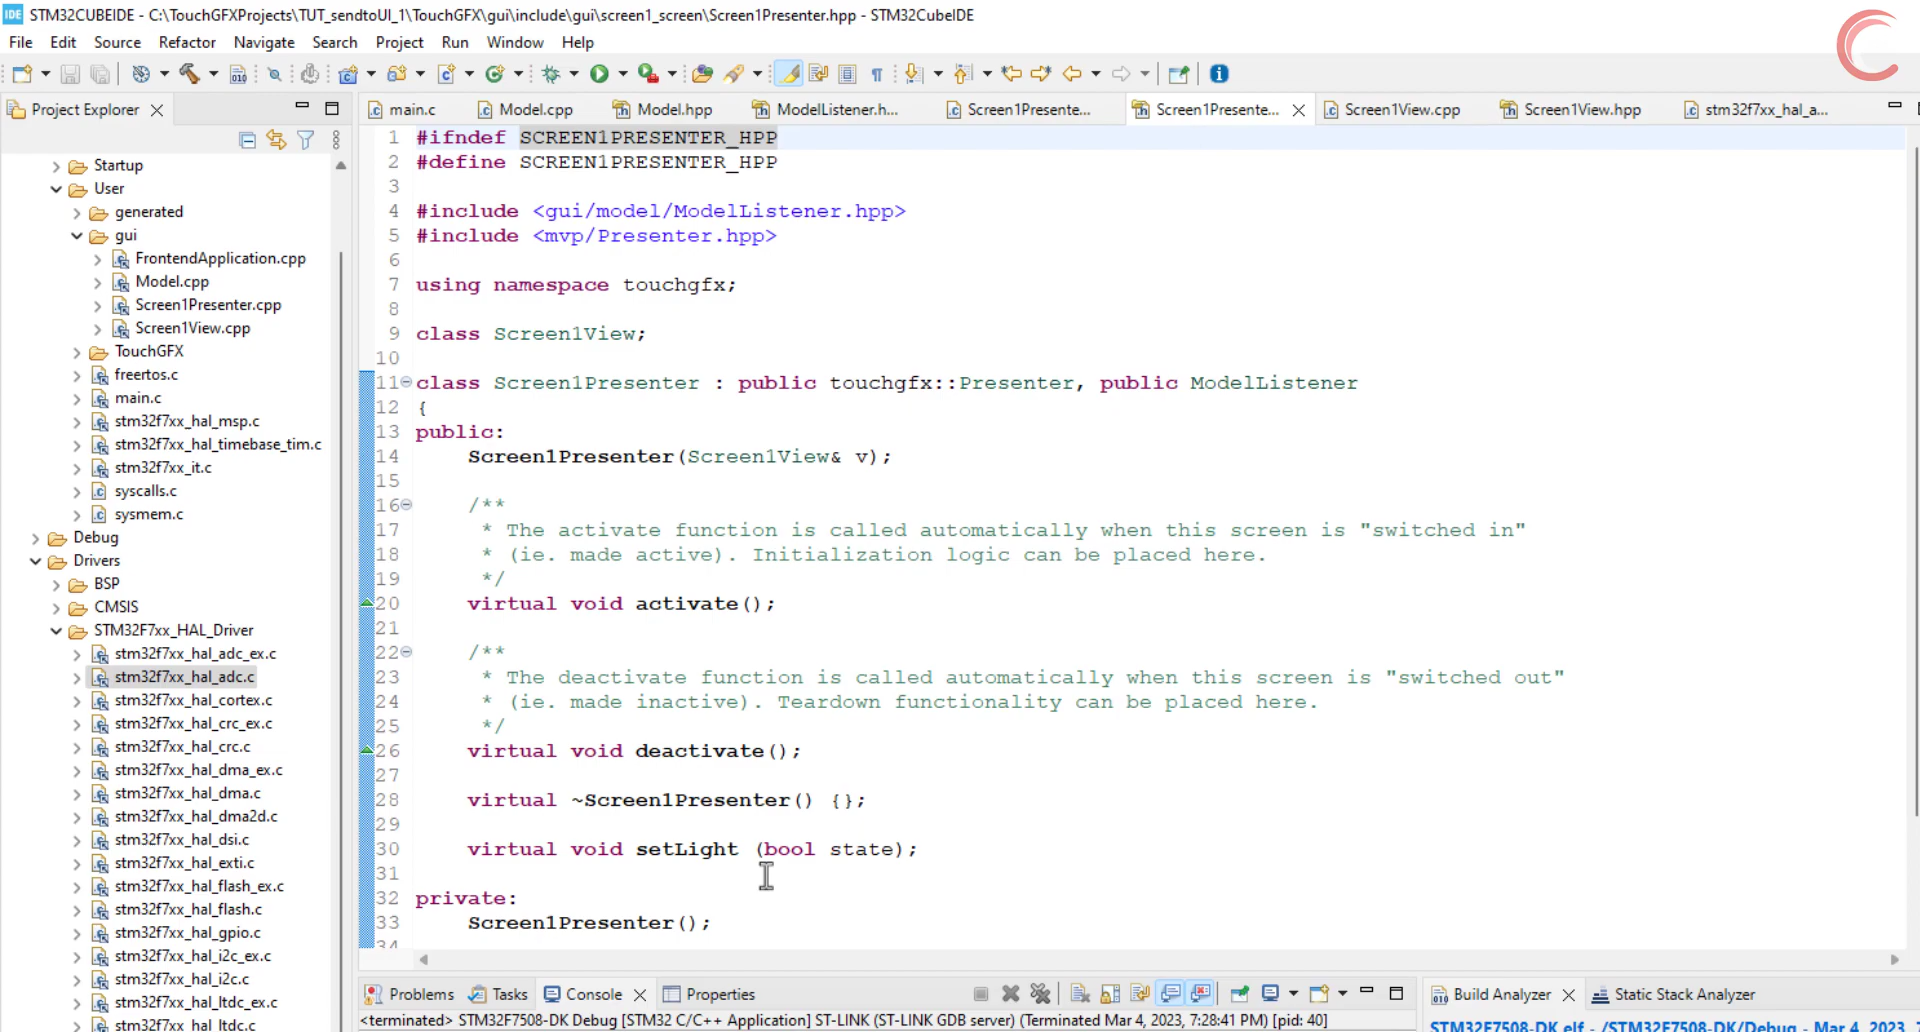 IDE STM32CUBEIDE - C:\TouchGFXProjects\TUT_sendtoUI_1\TouchGFX\gui\include\gui\screen1_screen\Screen1Presenter.hpp - STM32CubeIDE
File Edit Source Refactor Navigate Search Project Run Window Help
Project Explorer
main.c Model.cpp Model.hpp ModelListener.h... Screen1Presente... Screen1Presente... Screen1View.cpp Screen1View.hpp stm32f7xx_hal_a...
Startup
User
generated
gui
FrontendApplication.cpp
Model.cpp
Screen1Presenter.cpp
Screen1View.cpp
TouchGFX
freertos.c
main.c
stm32f7xx_hal_msp.c
stm32f7xx_hal_timebase_tim.c
stm32f7xx_it.c
syscalls.c
sysmem.c
Debug
Drivers
BSP
CMSIS
STM32F7xx_HAL_Driver
stm32f7xx_hal_adc_ex.c
stm32f7xx_hal_adc.c
stm32f7xx_hal_cortex.c
stm32f7xx_hal_crc_ex.c
stm32f7xx_hal_crc.c
stm32f7xx_hal_dma_ex.c
stm32f7xx_hal_dma.c
stm32f7xx_hal_dma2d.c
stm32f7xx_hal_dsi.c
stm32f7xx_hal_exti.c
stm32f7xx_hal_flash_ex.c
stm32f7xx_hal_flash.c
stm32f7xx_hal_gpio.c
stm32f7xx_hal_i2c_ex.c
stm32f7xx_hal_i2c.c
stm32f7xx_hal_ltdc_ex.c
stm32f7xx_hal_ltdc.c
1 #ifndef SCREEN1PRESENTER_HPP
2 #define SCREEN1PRESENTER_HPP
3
4 #include <gui/model/ModelListener.hpp>
5 #include <mvp/Presenter.hpp>
6
7 using namespace touchgfx;
8
9 class Screen1View;
10
11 class Screen1Presenter : public touchgfx::Presenter, public ModelListener
12 {
13 public:
14 Screen1Presenter(Screen1View& v);
15
16 /**
17 * The activate function is called automatically when this screen is "switched in"
18 * (ie. made active). Initialization logic can be placed here.
19 */
20 virtual void activate();
21
22 /**
23 * The deactivate function is called automatically when this screen is "switched out"
24 * (ie. made inactive). Teardown functionality can be placed here.
25 */
26 virtual void deactivate();
27
28 virtual ~Screen1Presenter() {};
29
30 virtual void setLight (bool state);
31
32 private:
33 Screen1Presenter();
34
Problems Tasks Console Properties
<terminated> STM32F7508-DK Debug [STM32 C/C++ Application] ST-LINK (ST-LINK GDB server) (Terminated Mar 4, 2023, 7:28:41 PM) [pid: 40]
Build Analyzer Static Stack Analyzer
STM32F7508-DK.elf - /STM32F7508-DK/Debug - Mar 4, 2023